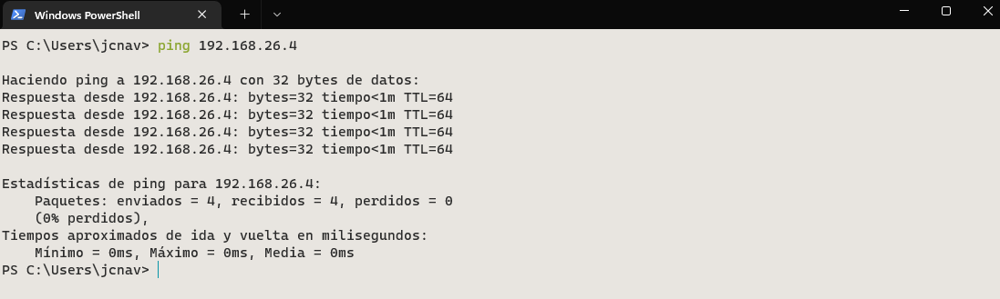 Windows PowerShell
PS C:\Users\jcnav> ping 192.168.26.4

Haciendo ping a 192.168.26.4 con 32 bytes de datos:
Respuesta desde 192.168.26.4: bytes=32 tiempo<1m TTL=64
Respuesta desde 192.168.26.4: bytes=32 tiempo<1m TTL=64
Respuesta desde 192.168.26.4: bytes=32 tiempo<1m TTL=64
Respuesta desde 192.168.26.4: bytes=32 tiempo<1m TTL=64

Estadísticas de ping para 192.168.26.4:
    Paquetes: enviados = 4, recibidos = 4, perdidos = 0
    (0% perdidos),
Tiempos aproximados de ida y vuelta en milisegundos:
    Mínimo = 0ms, Máximo = 0ms, Media = 0ms
PS C:\Users\jcnav>